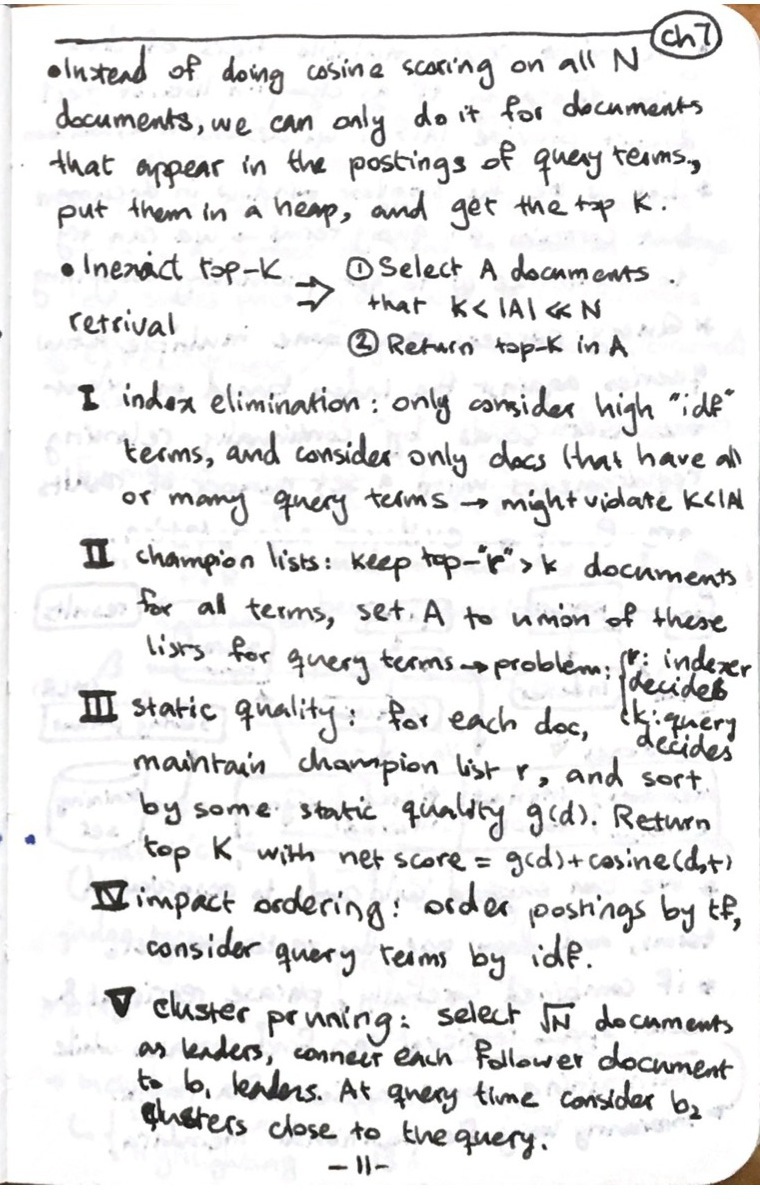 ch7
•Instead of doing cosine scoring on all N
documents, we can only do it for documents
that appear in the postings of query terms,
put them in a heap, and get the top K.
• Inexact top-K ⇒ ① Select A documents
that K< |A| ≪ N
retrival
② Return top-K in A
I index elimination: only consider high "idf"
terms, and consider only docs that have all
or many query terms → might violate K<|A|
II champion lists: keep top-"r" > k documents
for all terms, set A to union of these
lists for query terms → problem: { r: indexer
decides
III static quality: for each doc, k: query
decides
maintain champion list r, and sort
by some static quality g(d). Return
top K with net score = g(d)+cosine(d,t)
IV impact ordering: order postings by tf,
consider query terms by idf.
V cluster pruning: select √N documents
as leaders, connect each follower document
to b₁ leaders. At query time consider b₂
clusters close to the query.
-11-